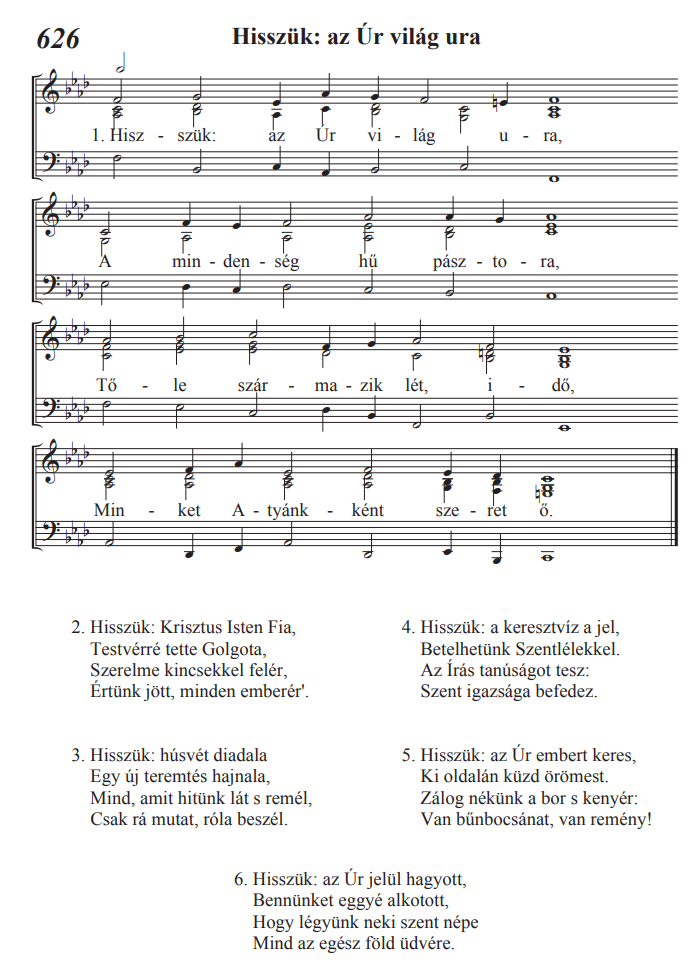 626
Hisszük: az Úr világ ura
1. Hisz - szük: az Úr vi - lág u - ra,
A min - den - ség hű pász - to - ra,
Tő - le szár - ma - zik lét, i - dő,
Min - ket A - tyánk - ként sze - ret ő.
2. Hisszük: Krisztus Isten Fia,
Testvérré tette Golgota,
Szerelme kincsekkel felér,
Értünk jött, minden emberér'.
3. Hisszük: húsvét diadala
Egy új teremtés hajnala,
Mind, amit hitünk lát s remél,
Csak rá mutat, róla beszél.
4. Hisszük: a keresztvíz a jel,
Betelhetünk Szentlélekkel.
Az Írás tanúságot tesz:
Szent igazsága befedez.
5. Hisszük: az Úr embert keres,
Ki oldalán küzd örömest.
Zálog nékünk a bor s kenyér:
Van bűnbocsánat, van remény!
6. Hisszük: az Úr jelül hagyott,
Bennünket eggyé alkotott,
Hogy légyünk neki szent népe
Mind az egész föld üdvére.